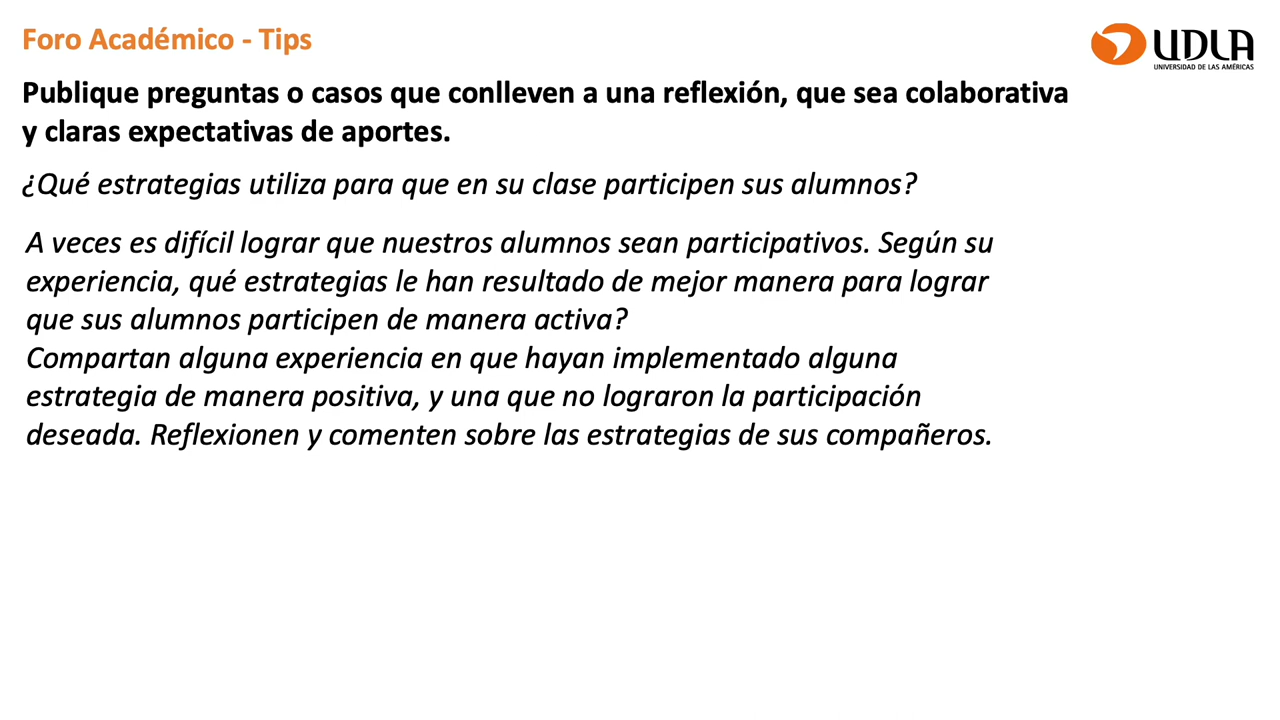 Foro Académico - Tips
UDLA
UNIVERSIDAD DE LAS AMÉRICAS
Publique preguntas o casos que conlleven a una reflexión, que sea colaborativa
y claras expectativas de aportes.
¿Qué estrategias utiliza para que en su clase participen sus alumnos?
A veces es difícil lograr que nuestros alumnos sean participativos. Según su
experiencia, qué estrategias le han resultado de mejor manera para lograr
que sus alumnos participen de manera activa?
Compartan alguna experiencia en que hayan implementado alguna
estrategia de manera positiva, y una que no lograron la participación
deseada. Reflexionen y comenten sobre las estrategias de sus compañeros.